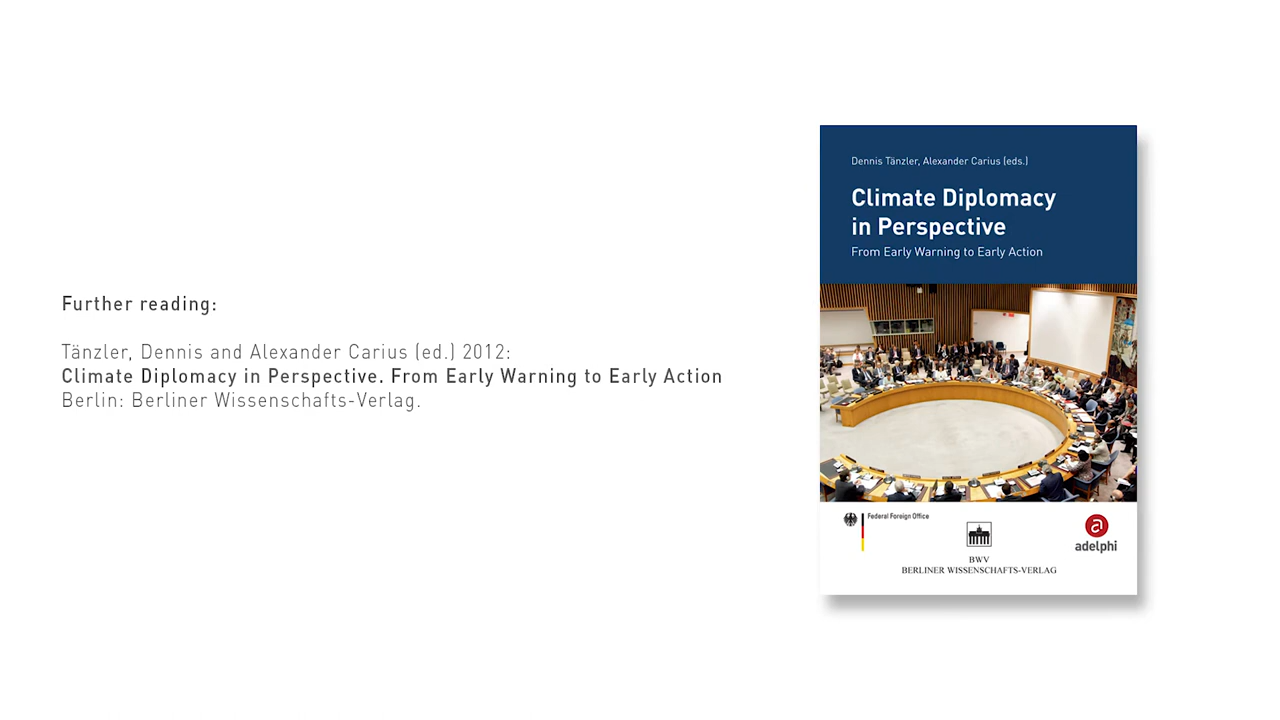 Further reading:
Tänzler, Dennis and Alexander Carius (ed.) 2012:
Climate Diplomacy in Perspective. From Early Warning to Early Action
Berlin: Berliner Wissenschafts-Verlag.
Dennis Tänzler, Alexander Carius (eds.)
Climate Diplomacy
in Perspective
From Early Warning to Early Action
Federal Foreign Office
BWV
BERLINER WISSENSCHAFTS-VERLAG
a
adelphi